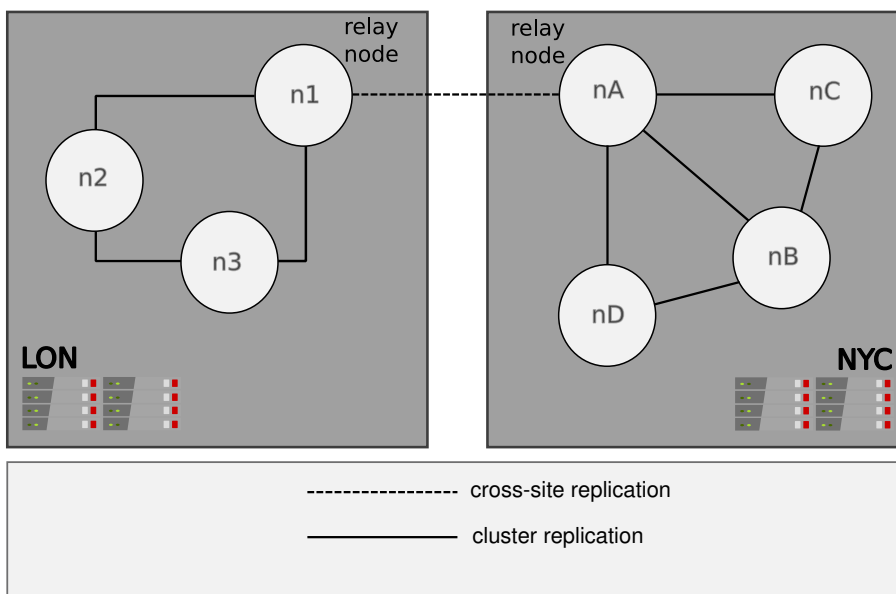 relay
node
relay
node
n1
nA
nC
n2
n3
nB
nD
LON
NYC
cross-site replication
cluster replication